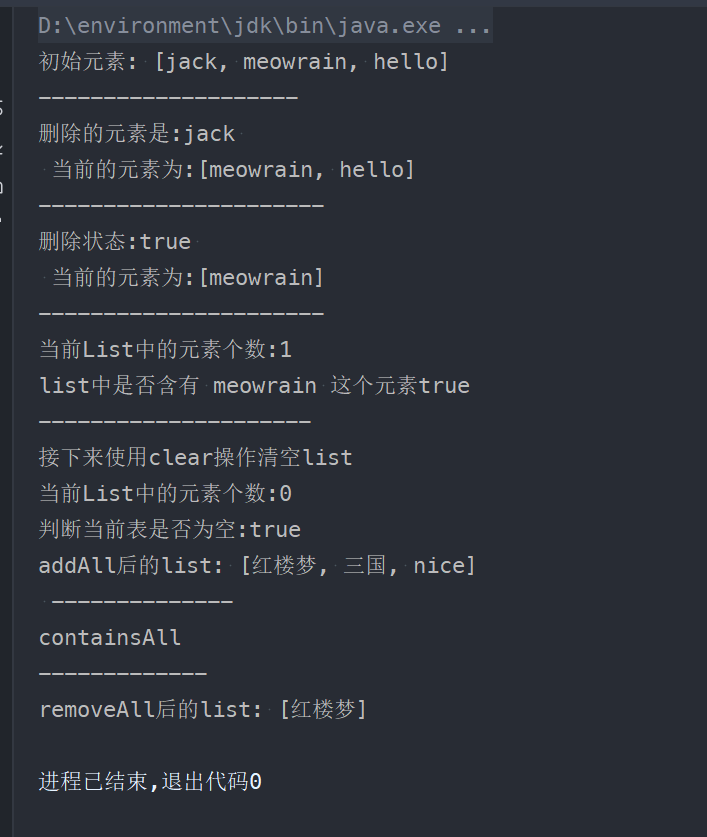 D:\environment\jdk\bin\java.exe ...
初始元素: [jack, meowrain, hello]
--------------------
删除的元素是:jack
 当前的元素为:[meowrain, hello]
----------------------
删除状态:true
 当前的元素为:[meowrain]
----------------------
当前List中的元素个数:1
list中是否含有 meowrain 这个元素true
---------------------
接下来使用clear操作清空list
当前List中的元素个数:0
判断当前表是否为空:true
addAll后的list: [红楼梦, 三国, nice]
 --------------
containsAll
-------------
removeAll后的list: [红楼梦]
进程已结束,退出代码0